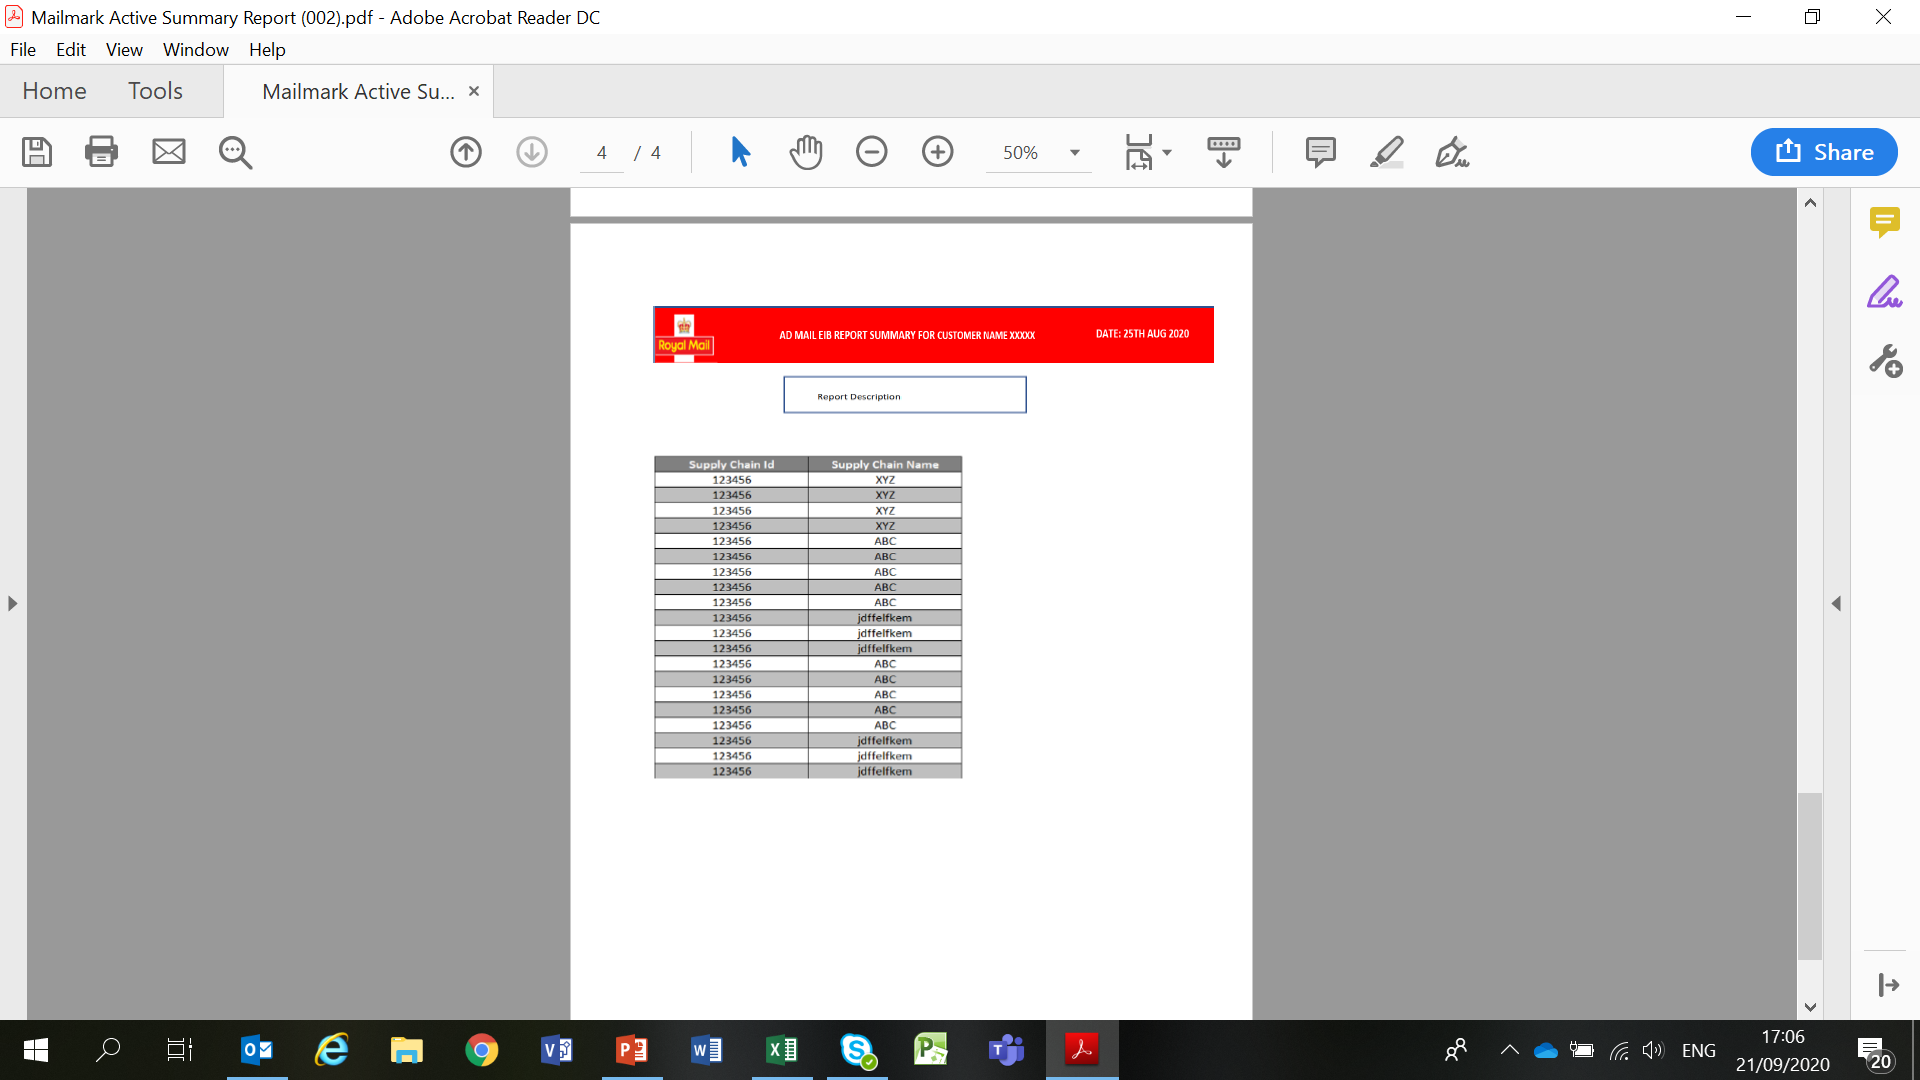 Mailmark Active Summary Report (002).pdf - Adobe Acrobat Reader DC
File Edit View Window Help
Home Tools Mailmark Active Su... ×
4 / 4 50% Share
Royal Mail AD MAIL EIB REPORT SUMMARY FOR CUSTOMER NAME XXXXX DATE: 25TH AUG 2020
Report Description
Supply Chain Id Supply Chain Name
123456 XYZ
123456 XYZ
123456 XYZ
123456 XYZ
123456 ABC
123456 ABC
123456 ABC
123456 ABC
123456 ABC
123456 jdffelfkem
123456 jdffelfkem
123456 jdffelfkem
123456 ABC
123456 ABC
123456 ABC
123456 ABC
123456 ABC
123456 jdffelfkem
123456 jdffelfkem
123456 jdffelfkem
ENG 17:06
21/09/2020 20